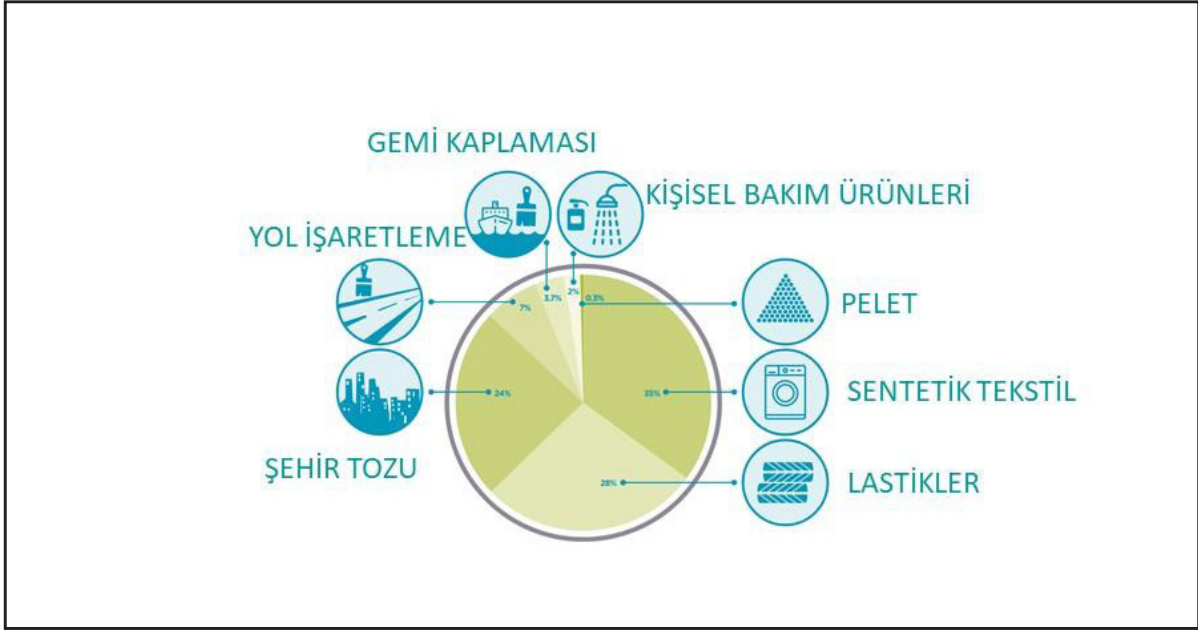 GEMİ KAPLAMASI
KİŞİSEL BAKIM ÜRÜNLERİ
YOL İŞARETLEME
3.7%
2%
0.3%
7%
PELET
24%
35%
SENTETİK TEKSTİL
ŞEHİR TOZU
28%
LASTİKLER